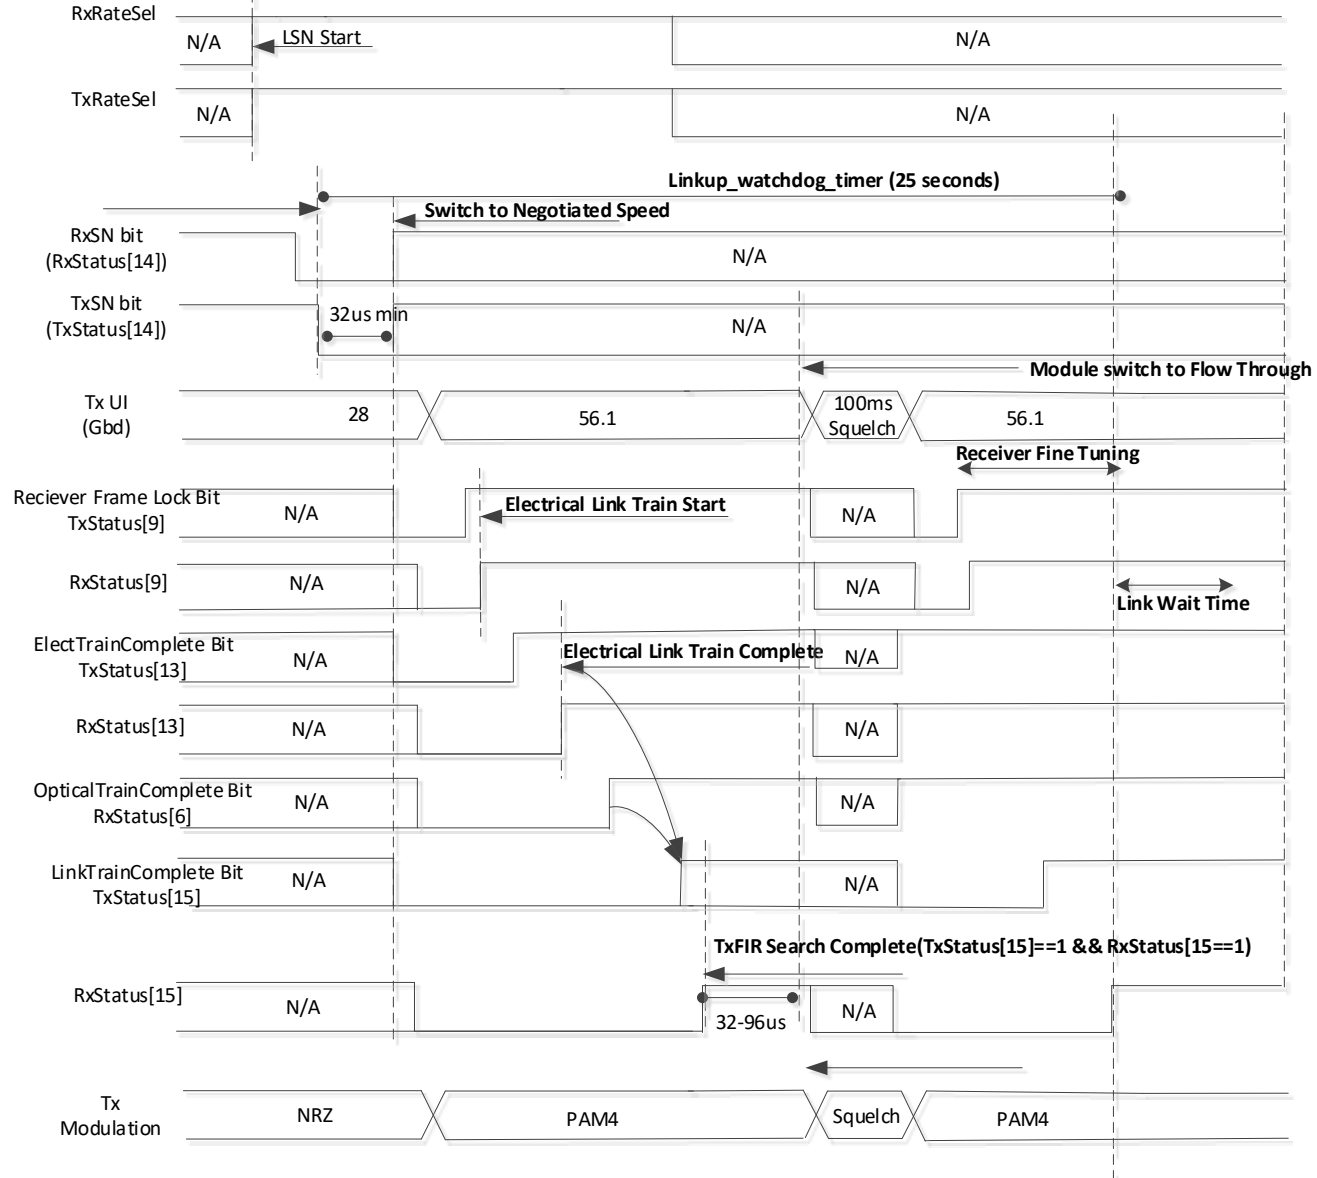 RxRateSel
N/A
LSN Start
N/A
TxRateSel
N/A
N/A
Linkup_watchdog_timer (25 seconds)
Switch to Negotiated Speed
RxSN bit
(RxStatus[14])
N/A
TxSN bit
(TxStatus[14])
32us min
N/A
Module switch to Flow Through
Tx UI
(Gbd)
28
56.1
100ms
Squelch
56.1
Receiver Fine Tuning
Reciever Frame Lock Bit
TxStatus[9]
N/A
Electrical Link Train Start
N/A
RxStatus[9]
N/A
N/A
Link Wait Time
ElectTrainComplete Bit
TxStatus[13]
N/A
Electrical Link Train Complete
N/A
RxStatus[13]
N/A
N/A
OpticalTrainComplete Bit
RxStatus[6]
N/A
N/A
LinkTrainComplete Bit
TxStatus[15]
N/A
N/A
TxFIR Search Complete(TxStatus[15]==1 && RxStatus[15==1)
RxStatus[15]
N/A
32-96us
N/A
Tx
Modulation
NRZ
PAM4
Squelch
PAM4